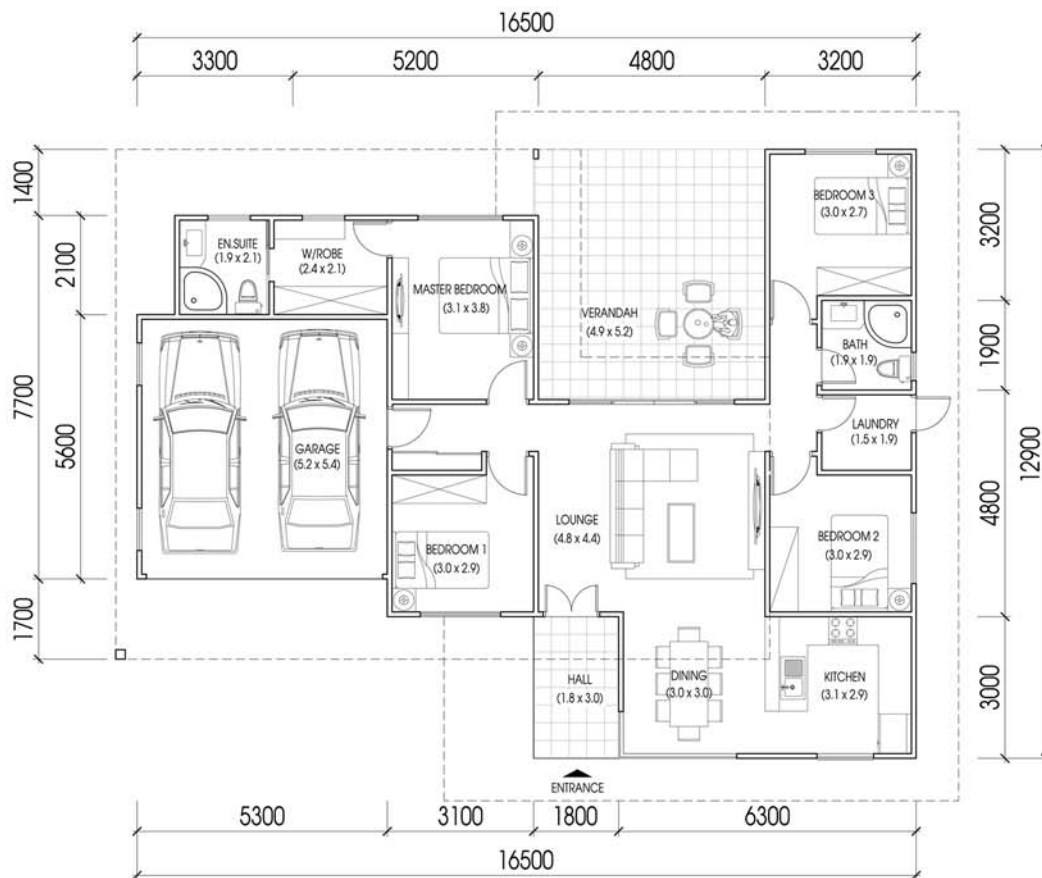 16500
3300
5200
4800
3200
1400
2100
7700
5600
1700
EN.SUITE
(1.9 x 2.1)
W/ROBE
(2.4 x 2.1)
MASTER BEDROOM
(3.1 x 3.8)
VERANDAH
(4.9 x 5.2)
BEDROOM 3
(3.0 x 2.7)
BATH
(1.9 x 1.9)
LAUNDRY
(1.5 x 1.9)
GARAGE
(5.2 x 5.4)
BEDROOM 1
(3.0 x 2.9)
LOUNGE
(4.8 x 4.4)
BEDROOM 2
(3.0 x 2.9)
HALL
(1.8 x 3.0)
DINING
(3.0 x 3.0)
KITCHEN
(3.1 x 2.9)
ENTRANCE
3200
1900
4800
3000
12900
5300
3100
1800
6300
16500